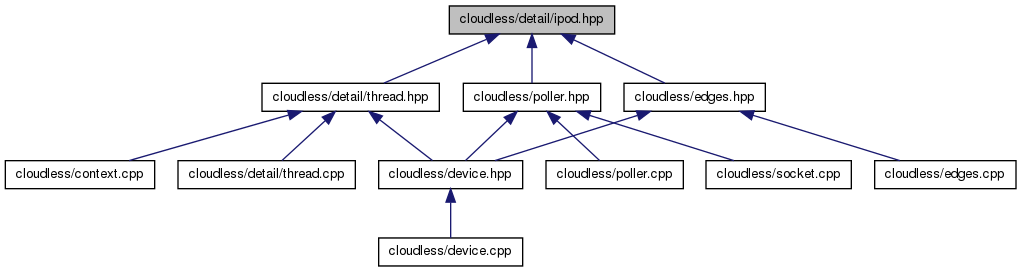 cloudless/detail/ipod.hpp
cloudless/detail/thread.hpp
cloudless/poller.hpp
cloudless/edges.hpp
cloudless/context.cpp
cloudless/detail/thread.cpp
cloudless/device.hpp
cloudless/poller.cpp
cloudless/socket.cpp
cloudless/edges.cpp
cloudless/device.cpp